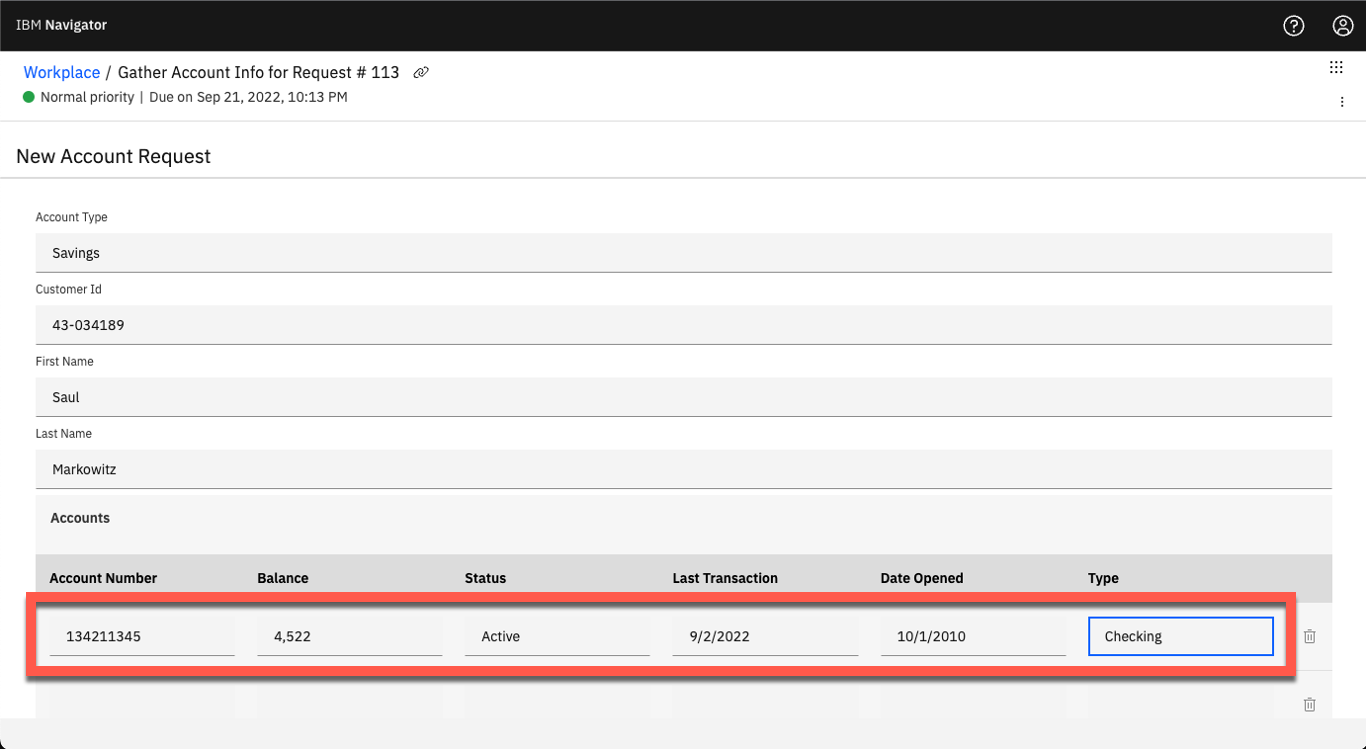 IBM Navigator
Workplace / Gather Account Info for Request # 113
Normal priority | Due on Sep 21, 2022, 10:13 PM
New Account Request
Account Type
Savings
Customer Id
43-034189
First Name
Saul
Last Name
Markowitz
Accounts
Account Number Balance Status Last Transaction Date Opened Type
134211345 4,522 Active 9/2/2022 10/1/2010 Checking